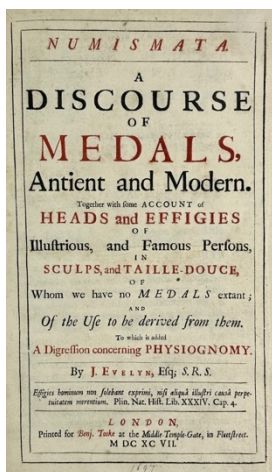 NUMISMATA.
A
DISCOURSE
OF
MEDALS,
Antient and Modern.
Together with some ACCOUNT of
HEADS and EFFIGIES
OF
Illustrious, and Famous Persons,
IN
SCULPS, and TAILLE-DOUCE,
OF
Whom we have no MEDALS extant;
AND
Of the Use to be derived from them.
To which is added
A Digression concerning PHYSIOGNOMY.
By J. EVELYN, Esq; S.R.S.
Effigies hominum non solebant exprimi, nisi aliquâ illustri causâ perpe-
tuitatem merentium. Plin. Nat. Hist. Lib. XXXIV. Cap. 4.
LONDON,
Printed for Benj. Tooke at the Middle-Temple-Gate, in Fleetstreet.
MDC XC VII.
1697